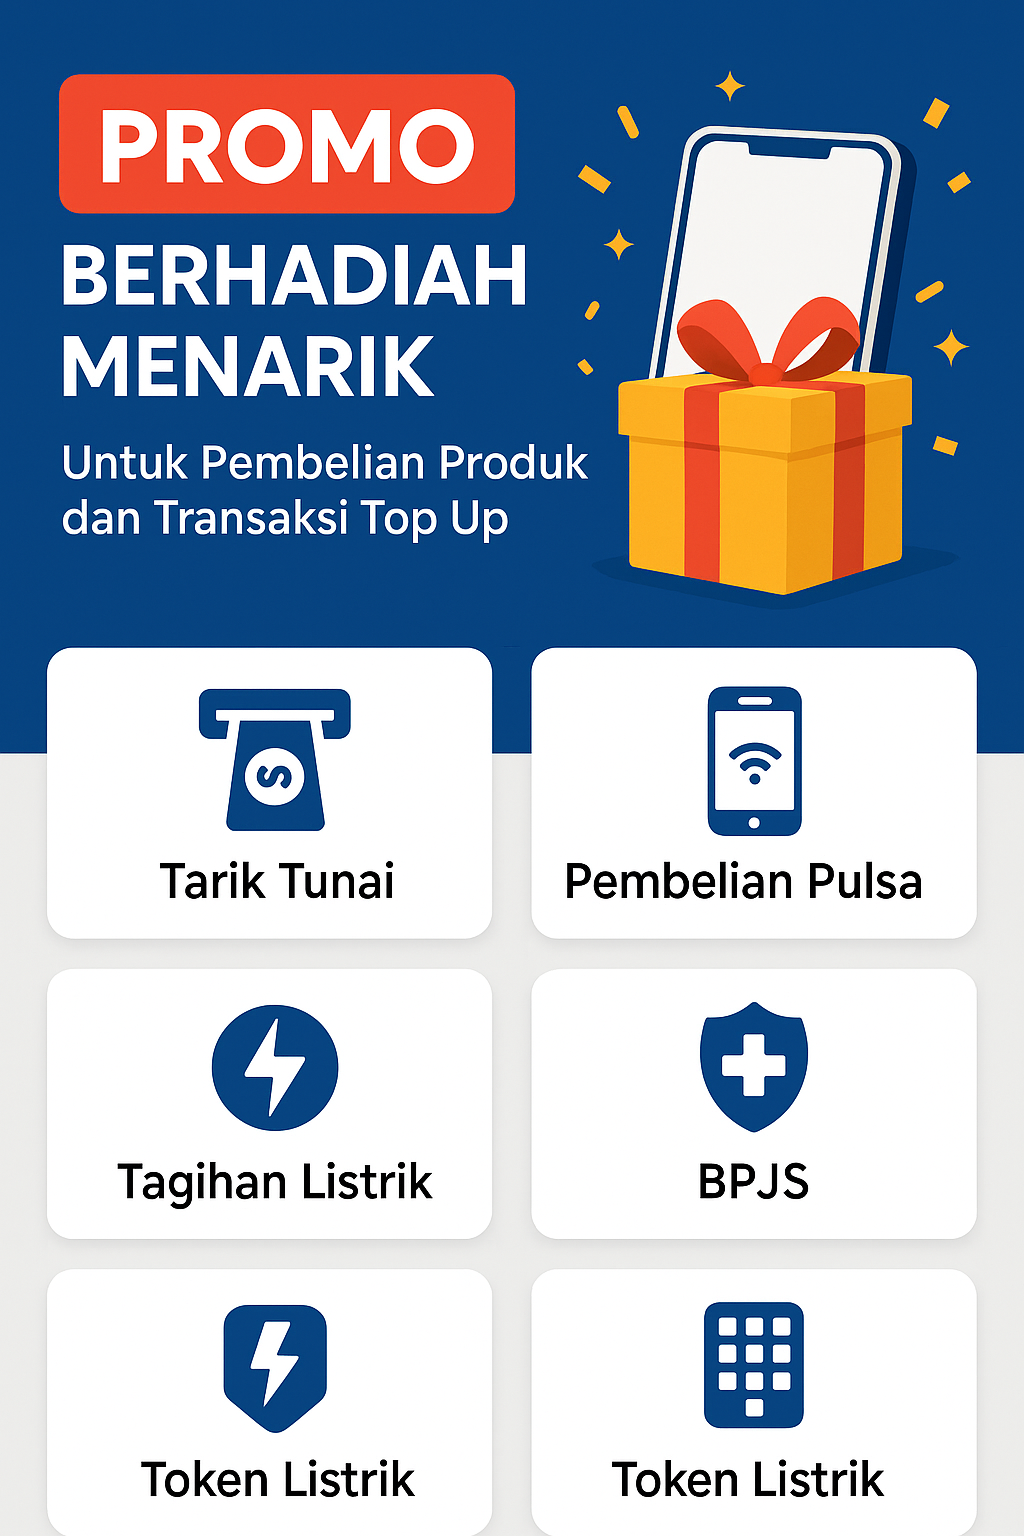 PROMO
BERHADIAH
MENARIK
Untuk Pembelian Produk
dan Transaksi Top Up
$
Tarik Tunai
Pembelian Pulsa
Tagihan Listrik
BPJS
Token Listrik
Token Listrik